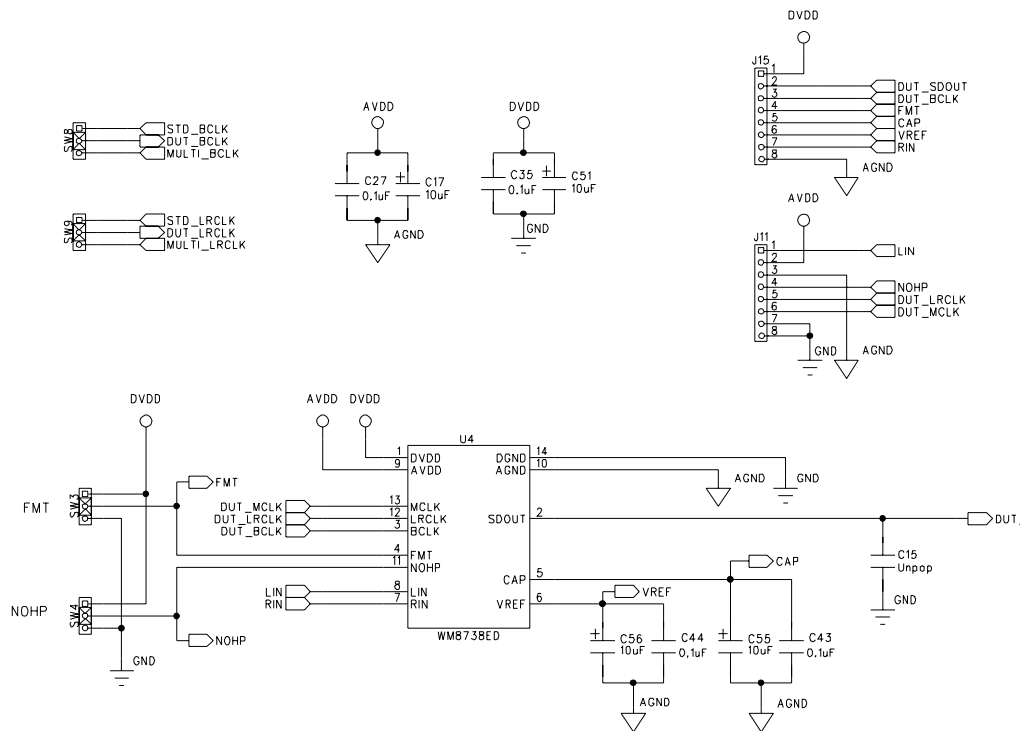 DVDD
J15
1
2 DUT_SDOUT
3 DUT_BCLK
4 FMT
5 CAP
6 VREF
7 RIN
8
AGND
SW8
STD_BCLK
DUT_BCLK
MULTI_BCLK
SW9
STD_LRCLK
DUT_LRCLK
MULTI_LRCLK
AVDD
C27
0.1uF
+
C17
10uF
AGND
DVDD
C35
0.1uF
+
C51
10uF
GND
AVDD
J11
1 LIN
2
3
4 NOHP
5 DUT_LRCLK
6 DUT_MCLK
7
8
GND
AGND
DVDD
FMT
SW3
FMT
NOHP
SW4
NOHP
GND
AVDD DVDD
U4
1 DVDD
9 AVDD
DUT_MCLK 13 MCLK
DUT_LRCLK 12 LRCLK
DUT_BCLK 3 BCLK
4 FMT
11 NOHP
LIN 8 LIN
RIN 7 RIN
DGND 14
AGND 10
SDOUT 2
CAP 5
VREF 6
WM8738ED
AGND
GND
DUT_
C15
Unpop
GND
CAP
VREF
+
C56
10uF
C44
0.1uF
AGND
+
C55
10uF
C43
0.1uF
AGND